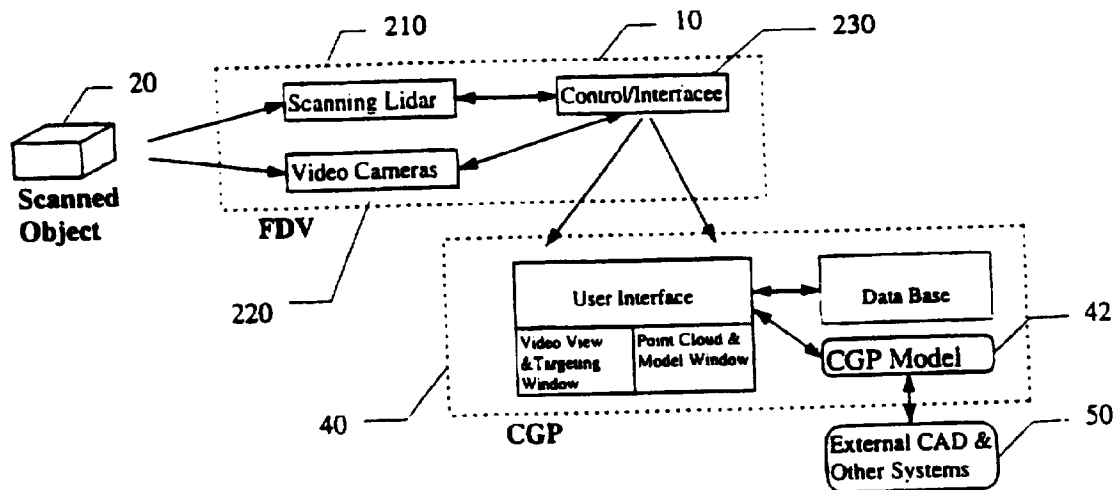 210
10
230
20
Scanning Lidar
Control/Interfacee
Video Cameras
Scanned
Object
FDV
220
User Interface
Data Base
42
Video View
& Targeting
Window
Point Cloud &
Model Window
CGP Model
40
CGP
50
External CAD &
Other Systems